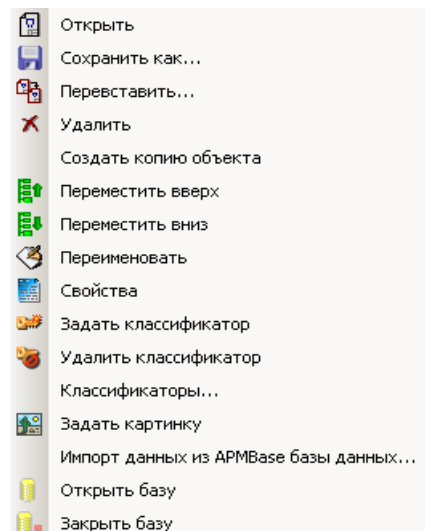 Открыть
Сохранить как...
Перевставить...
Удалить
Создать копию объекта
Переместить вверх
Переместить вниз
Переименовать
Свойства
Задать классификатор
Удалить классификатор
Классификаторы...
Задать картинку
Импорт данных из APMBase базы данных...
Открыть базу
Закрыть базу